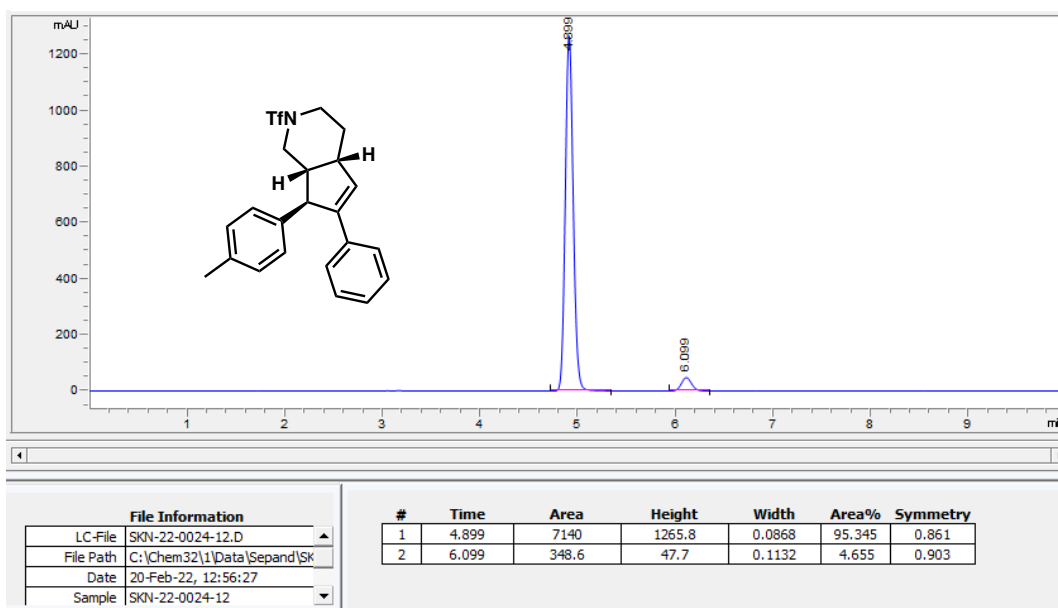 mAU
1200
1000
800
600
400
200
0
4.899
6.099
TfN
H
H
1 2 3 4 5 6 7 8 9
File Information
LC-File SKN-22-0024-12.D
File Path C:\Chem32\1\Data\Sepand\SK
Date 20-Feb-22, 12:56:27
Sample SKN-22-0024-12
# Time Area Height Width Area% Symmetry
1 4.899 7140 1265.8 0.0868 95.345 0.861
2 6.099 348.6 47.7 0.1132 4.655 0.903